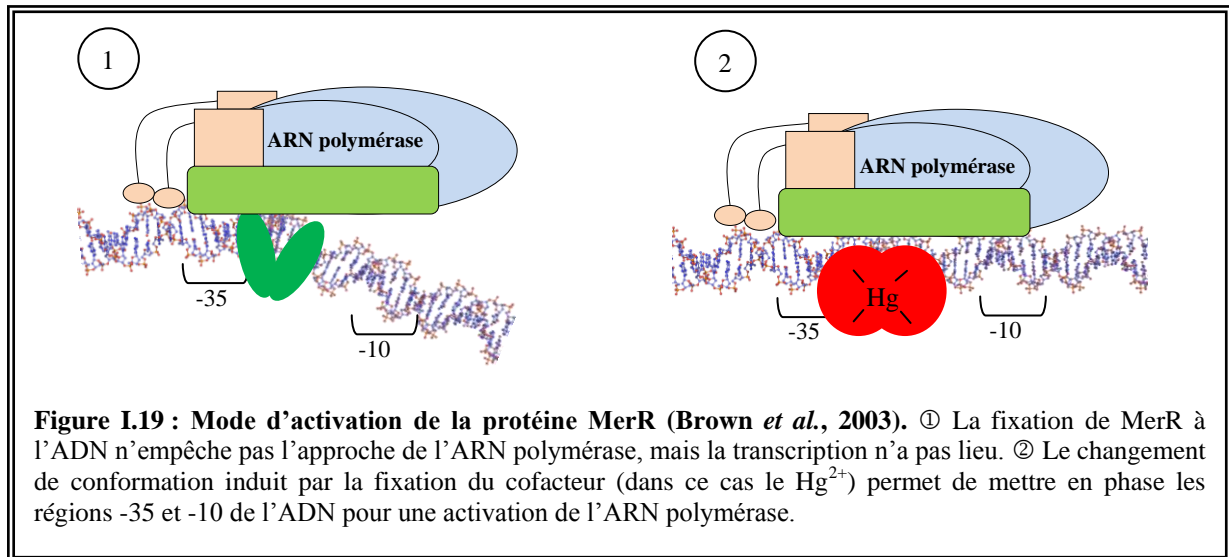 1
ARN polymérase
-35
-10
2
ARN polymérase
Hg
-35
-10
Figure I.19 : Mode d’activation de la protéine MerR (Brown et al., 2003). ① La fixation de MerR à
l’ADN n’empêche pas l’approche de l’ARN polymérase, mais la transcription n’a pas lieu. ② Le changement
de conformation induit par la fixation du cofacteur (dans ce cas le Hg²⁺) permet de mettre en phase les
régions -35 et -10 de l’ADN pour une activation de l’ARN polymérase.